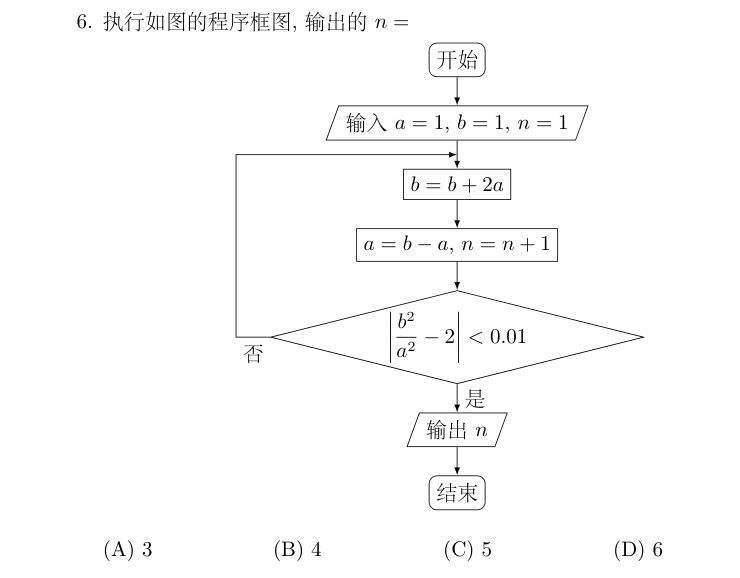 6. 执行如图的程序框图, 输出的 n =
开始
输入 a = 1, b = 1, n = 1
b = b + 2a
a = b − a, n = n + 1
|b²/a² − 2| < 0.01
否
是
输出 n
结束
(A) 3 (B) 4 (C) 5 (D) 6